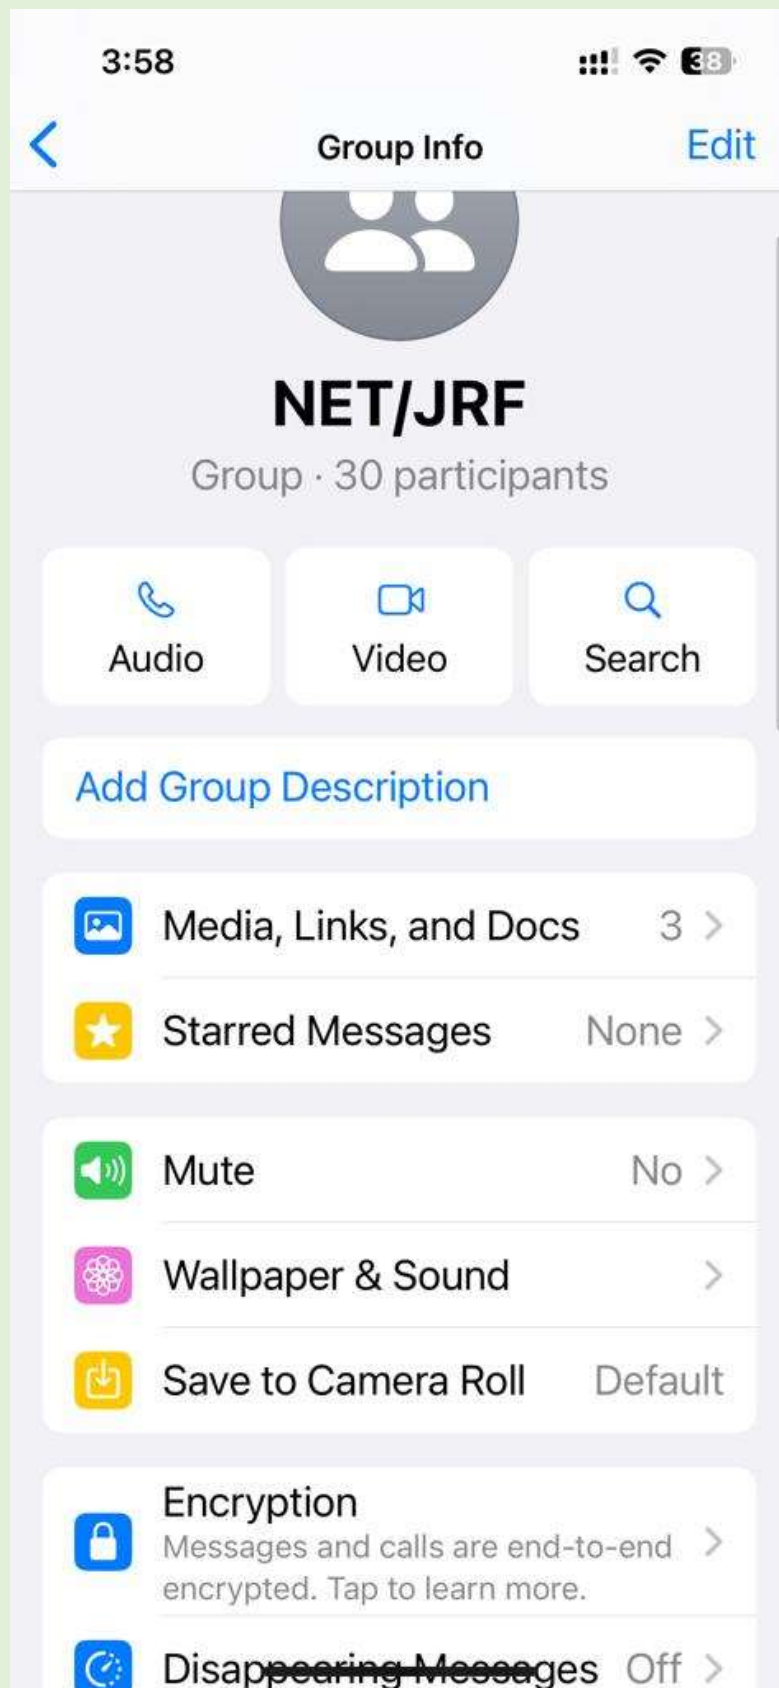 3:58
38
Group Info
Edit
NET/JRF
Group · 30 participants
Audio
Video
Search
Add Group Description
Media, Links, and Docs 3
Starred Messages None
Mute No
Wallpaper & Sound
Save to Camera Roll Default
Encryption
Messages and calls are end-to-end
encrypted. Tap to learn more.
Disappearing Messages Off